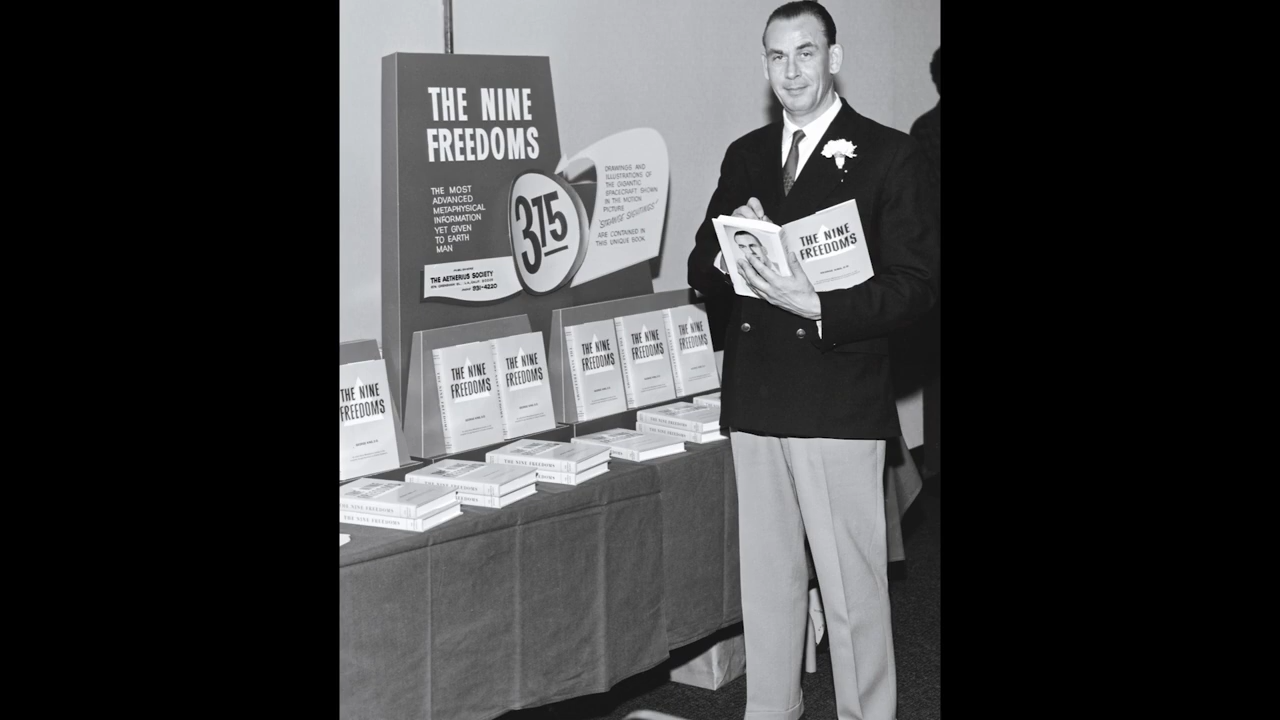 THE NINE
FREEDOMS
THE MOST
ADVANCED
METAPHYSICAL
INFORMATION
YET GIVEN
TO EARTH
MAN
375
DRAWINGS AND
ILLUSTRATIONS OF
THE GIGANTIC
SPACECRAFT SHOWN
IN THE MOTION
PICTURE
"STRANGE SIGHTINGS"
ARE CONTAINED IN
THIS UNIQUE BOOK.
THE AETHERIUS SOCIETY
931-4220
THE NINE
FREEDOMS
THE NINE
FREEDOMS
THE NINE
FREEDOMS
THE NINE
FREEDOMS
THE NINE
FREEDOMS
THE NINE
FREEDOMS
THE NINE
FREEDOMS
THE NINE FREEDOMS
THE NINE FREEDOMS
THE NINE FREEDOMS
THE NINE FREEDOMS
THE NINE FREEDOMS